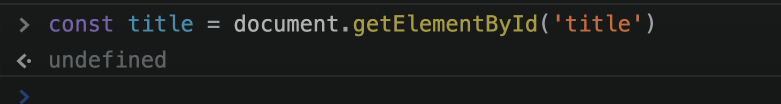 const title = document.getElementById('title')
undefined